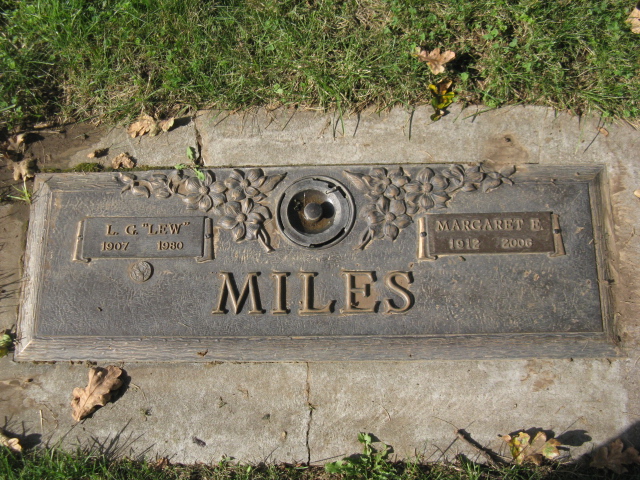 L. G. "LEW"
1907 1980
MARGARET E.
1912 2006
MILES